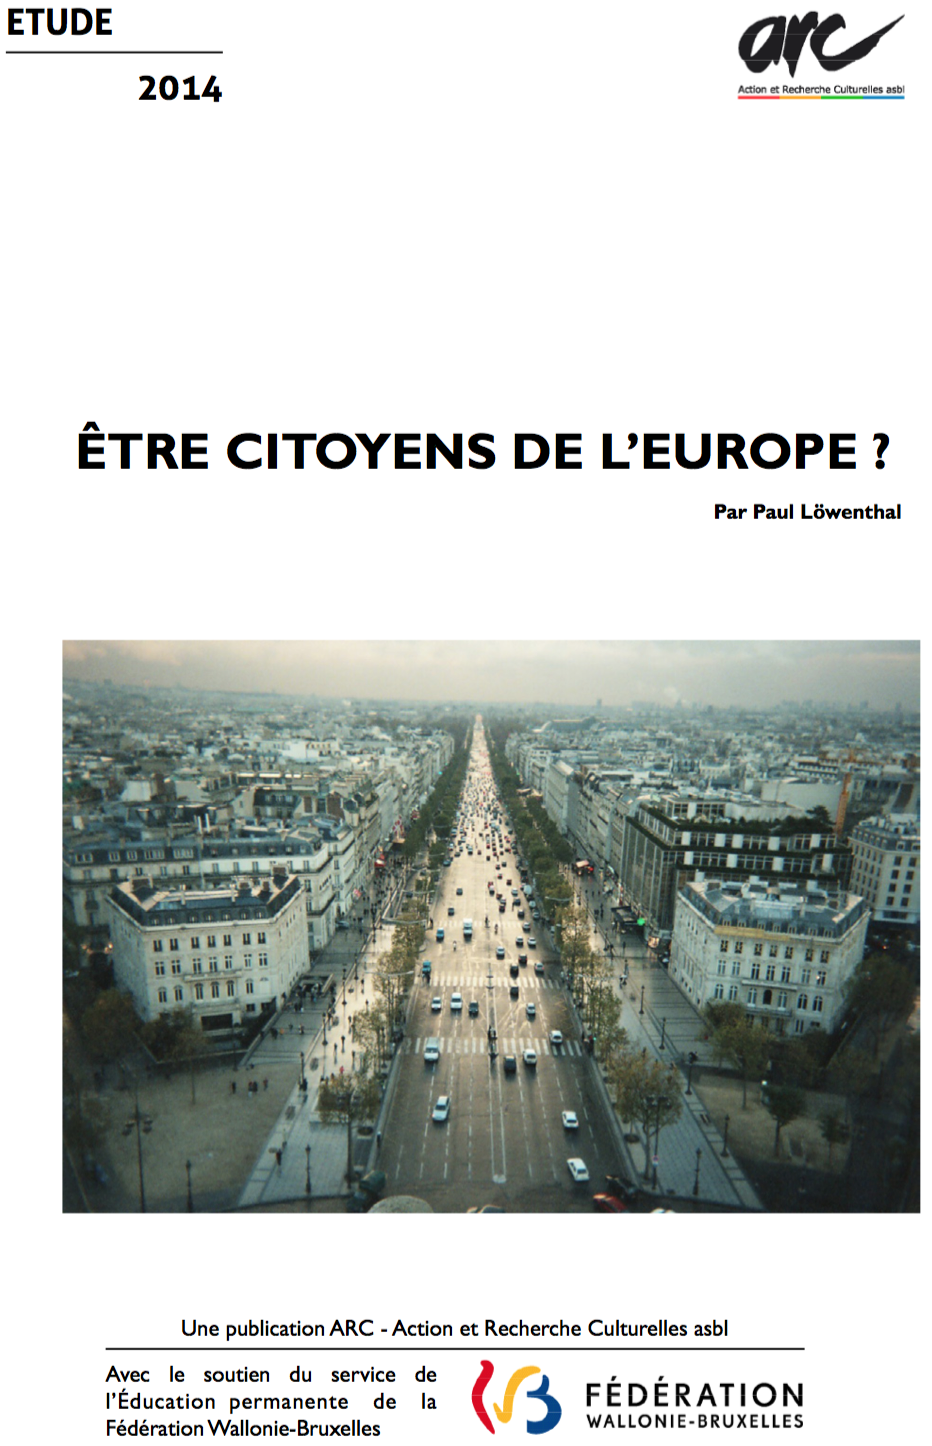 ETUDE
2014
arc
Action et Recherche Culturelles asbl
ÊTRE CITOYENS DE L’EUROPE ?
Par Paul Löwenthal
Une publication ARC - Action et Recherche Culturelles asbl
Avec le soutien du service de
l’Éducation permanente de la
Fédération Wallonie-Bruxelles
FÉDÉRATION
WALLONIE-BRUXELLES